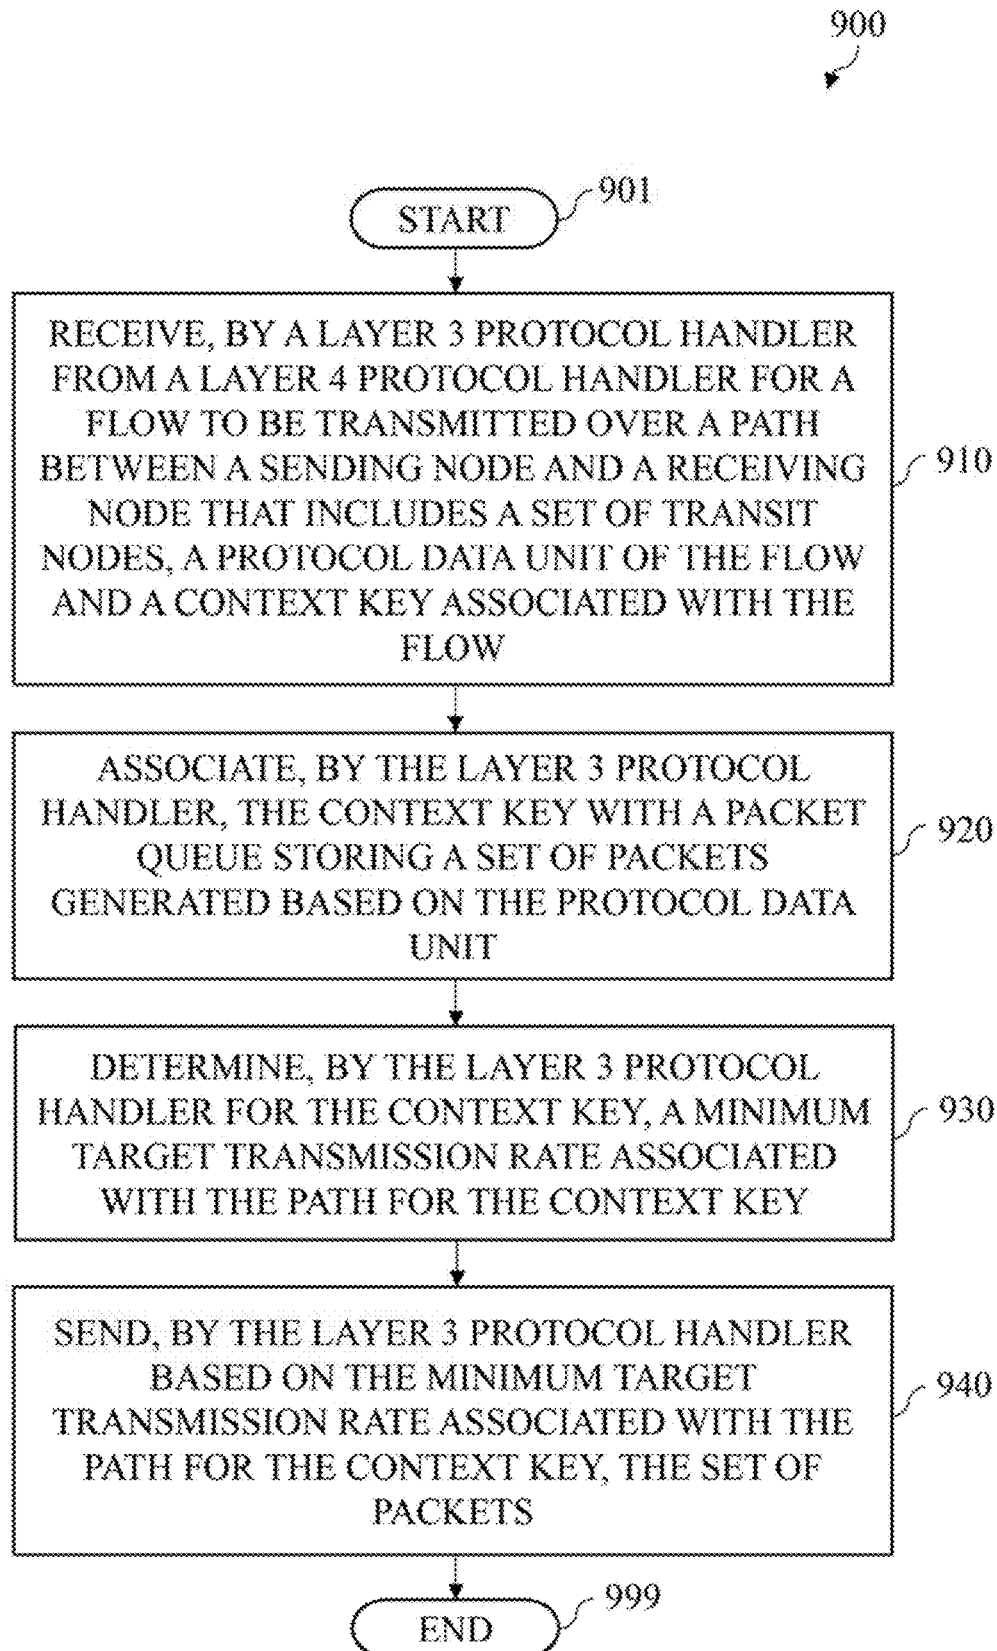 900
START
901
RECEIVE, BY A LAYER 3 PROTOCOL HANDLER
FROM A LAYER 4 PROTOCOL HANDLER FOR A
FLOW TO BE TRANSMITTED OVER A PATH
BETWEEN A SENDING NODE AND A RECEIVING
NODE THAT INCLUDES A SET OF TRANSIT
NODES, A PROTOCOL DATA UNIT OF THE FLOW
AND A CONTEXT KEY ASSOCIATED WITH THE
FLOW
910
ASSOCIATE, BY THE LAYER 3 PROTOCOL
HANDLER, THE CONTEXT KEY WITH A PACKET
QUEUE STORING A SET OF PACKETS
GENERATED BASED ON THE PROTOCOL DATA
UNIT
920
DETERMINE, BY THE LAYER 3 PROTOCOL
HANDLER FOR THE CONTEXT KEY, A MINIMUM
TARGET TRANSMISSION RATE ASSOCIATED
WITH THE PATH FOR THE CONTEXT KEY
930
SEND, BY THE LAYER 3 PROTOCOL HANDLER
BASED ON THE MINIMUM TARGET
TRANSMISSION RATE ASSOCIATED WITH THE
PATH FOR THE CONTEXT KEY, THE SET OF
PACKETS
940
END
999